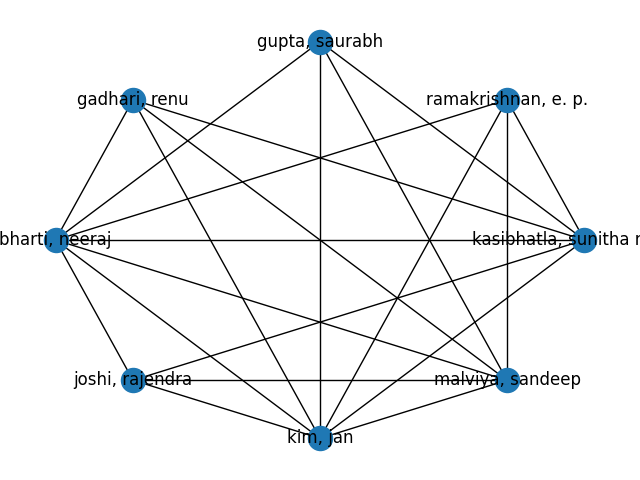 gupta, saurabh
gadhari, renu
ramakrishnan, e. p.
bharti, neeraj
kasibhatla, sunitha
joshi, rajendra
malviya, sandeep
kim, jan